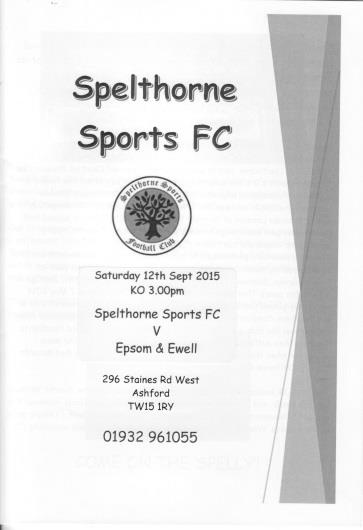 Spelthorne
Sports FC
Spelthorne Sports
Football Club
Saturday 12th Sept 2015
KO 3.00pm
Spelthorne Sports FC
V
Epsom & Ewell
296 Staines Rd West
Ashford
TW15 1RY
01932 961055
COME ON THE 'SPELLY'!